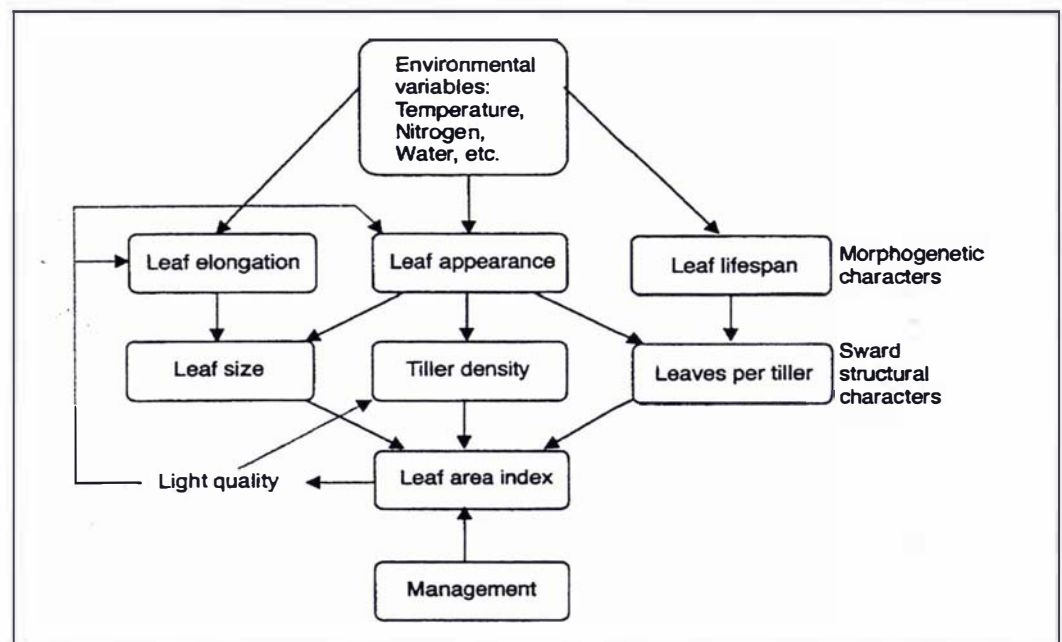 Environmental
variables:
Temperature,
Nitrogen,
Water, etc.
Leaf elongation
Leaf appearance
Leaf lifespan
Morphogenetic
characters
Leaf size
Tiller density
Leaves per tiller
Sward
structural
characters
Light quality
Leaf area index
Management